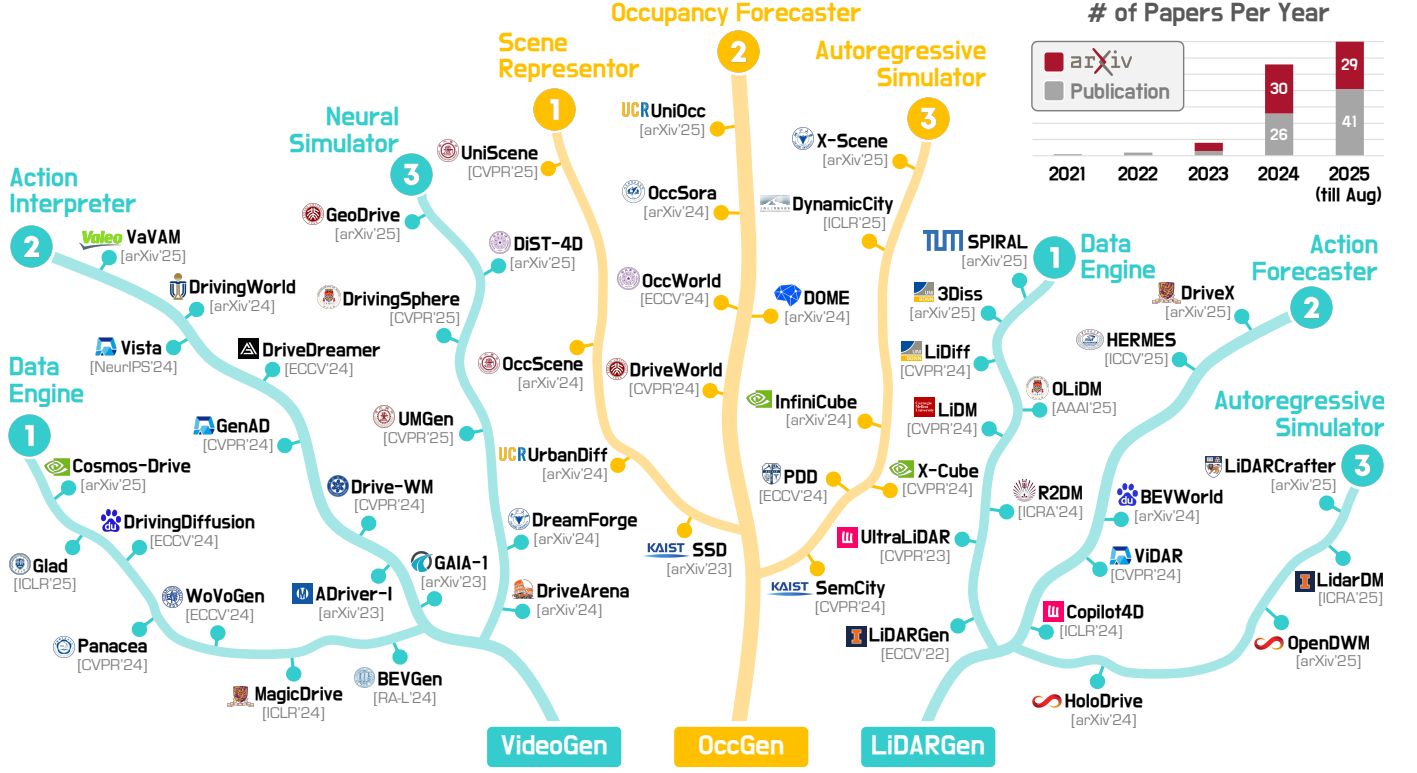 Occupancy Forecaster
2
# of Papers Per Year
arXiv
Publication
30
26
29
41
2021
2022
2023
2024
2025
(till Aug)
Scene
Representor
1
Autoregressive
Simulator
3
Neural
Simulator
3
Action
Interpreter
2
Data
Engine
1
VaVAM
[arXiv'25]
Valeo
DrivingWorld
[arXiv'24]
Vista
[NeurIPS'24]
DriveDreamer
[ECCV'24]
GenAD
[CVPR'24]
Drive-WM
[CVPR'24]
ADriver-I
[arXiv'23]
GAIA-1
[arXiv'23]
Cosmos-Drive
[arXiv'25]
DrivingDiffusion
[ECCV'24]
du
Glad
[ICLR'25]
WoVoGen
[ECCV'24]
Panacea
[CVPR'24]
MagicDrive
[ICLR'24]
BEVGen
[RA-L'24]
GeoDrive
[arXiv'25]
DiST-4D
[arXiv'25]
DrivingSphere
[CVPR'25]
UMGen
[CVPR'25]
DreamForge
[arXiv'24]
DriveArena
[arXiv'24]
VideoGen
UniScene
[CVPR'25]
OccScene
[arXiv'24]
UCR UrbanDiff
[arXiv'24]
KAIST SSD
[arXiv'23]
UCR UniOcc
[arXiv'25]
OccSora
[arXiv'24]
OccWorld
[ECCV'24]
DOME
[arXiv'24]
DriveWorld
[CVPR'24]
X-Scene
[arXiv'25]
DynamicCity
[ICLR'25]
InfiniCube
[arXiv'24]
PDD
[ECCV'24]
X-Cube
[CVPR'24]
KAIST SemCity
[CVPR'24]
OccGen
Data
Engine
1
Action
Forecaster
2
Autoregressive
Simulator
3
TUM SPIRAL
[arXiv'25]
3Diss
[arXiv'25]
LiDiff
[CVPR'24]
OLiDM
[AAAI'25]
LiDM
[CVPR'24]
R2DM
[ICRA'24]
UltraLiDAR
[CVPR'23]
LiDARGen
[ECCV'22]
DriveX
[arXiv'25]
HERMES
[ICCV'25]
BEVWorld
[arXiv'24]
du
ViDAR
[CVPR'24]
Copilot4D
[ICLR'24]
LiDARCrafter
[arXiv'25]
LidarDM
[ICRA'25]
OpenDWM
[arXiv'25]
HoloDrive
[arXiv'24]
LiDARGen